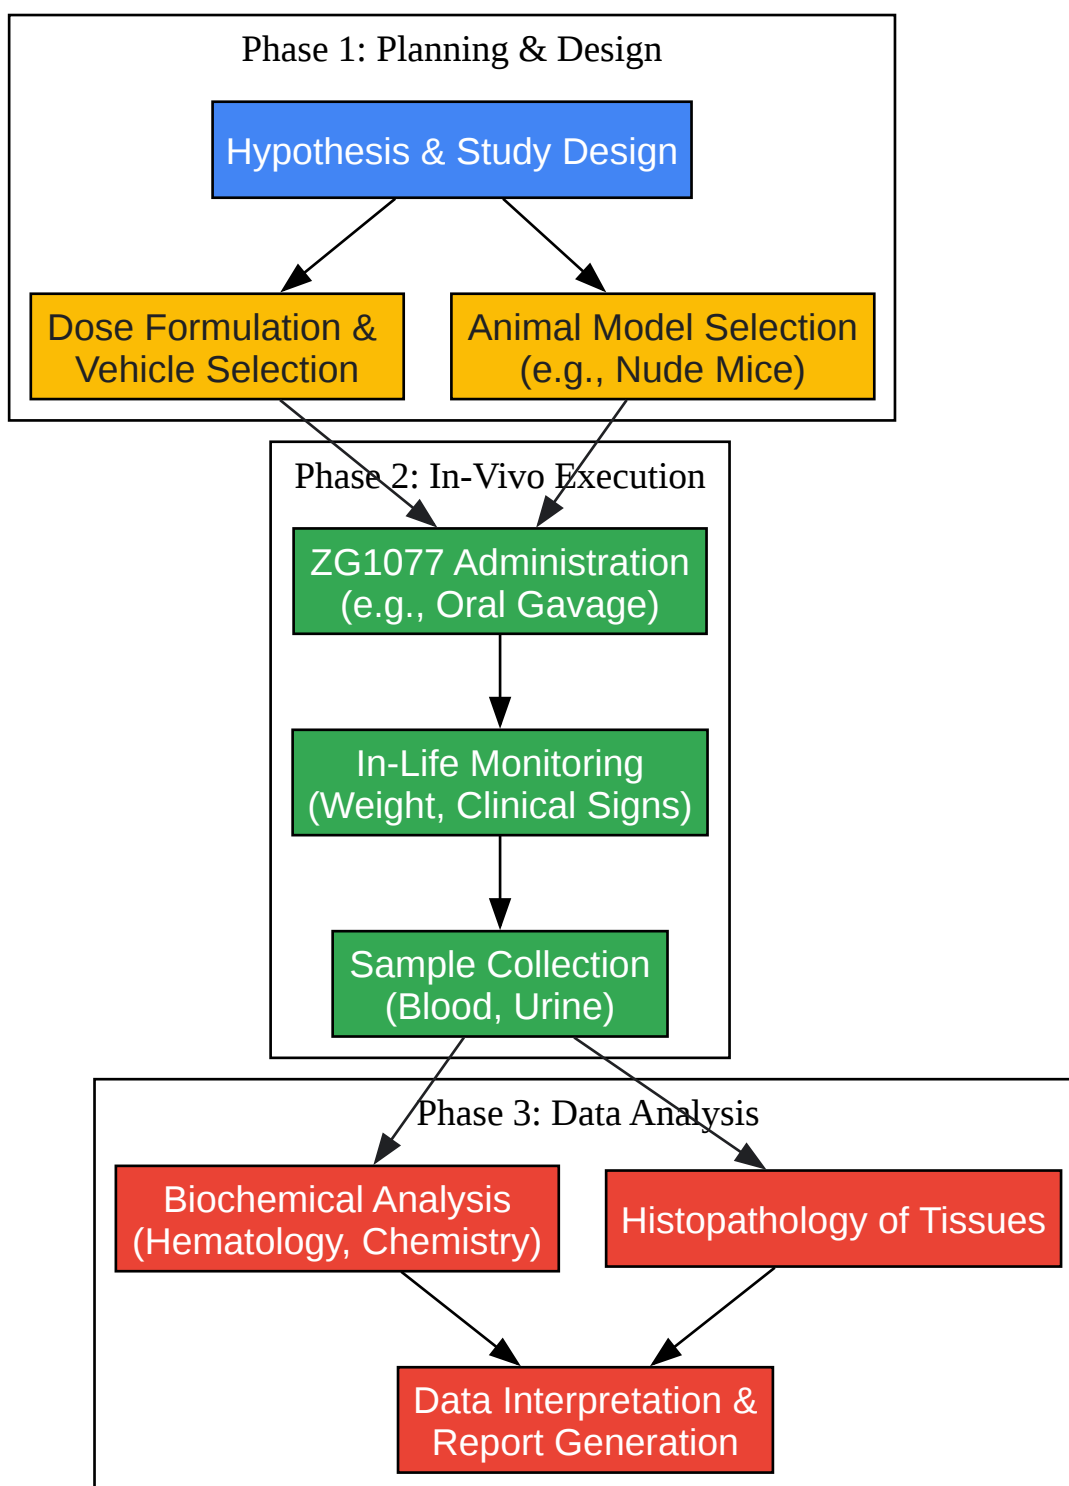 Phase 1: Planning & Design
Hypothesis & Study Design
Dose Formulation &
Vehicle Selection
Animal Model Selection
(e.g., Nude Mice)
Phase 2: In-Vivo Execution
ZG1077 Administration
(e.g., Oral Gavage)
In-Life Monitoring
(Weight, Clinical Signs)
Sample Collection
(Blood, Urine)
Phase 3: Data Analysis
Biochemical Analysis
(Hematology, Chemistry)
Histopathology of Tissues
Data Interpretation &
Report Generation